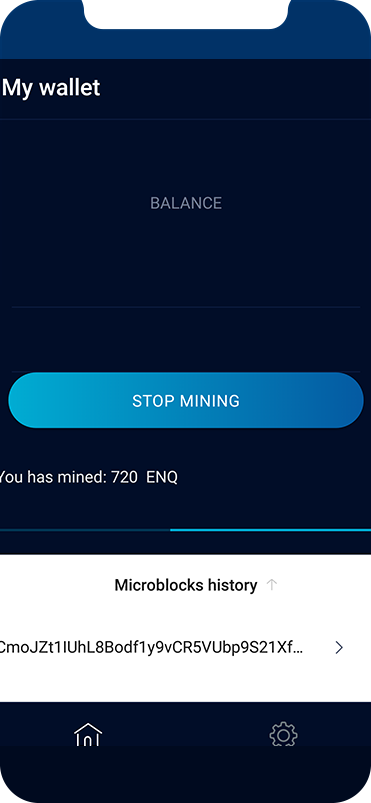 My wallet
BALANCE
STOP MINING
You has mined: 720 ENQ
Microblocks history ↑
CmoJZt1IUhL8Bodf1y9vCR5VUbp9S21Xf...